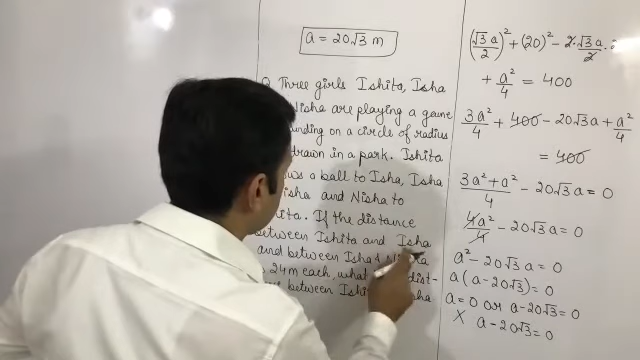 a = 20√3 m
Q. Three girls Ishita, Isha
Nisha are playing a game
on a circle of radius
drawn in a park. Ishita
a ball to Isha, Isha
and Nisha to
If the distance
between Ishita and Isha
and between Isha &
24m each, what
between
(√3a/2)² + (20)² - 2·√3a/2·
+ a²/4 = 400
3a²/4 + 400 - 20√3a + a²/4
= 400
3a² + a²/4 - 20√3a = 0
4a²/4 - 20√3a = 0
a² - 20√3a = 0
a(a - 20√3) = 0
a = 0 or a - 20√3 = 0
X a - 20√3 = 0